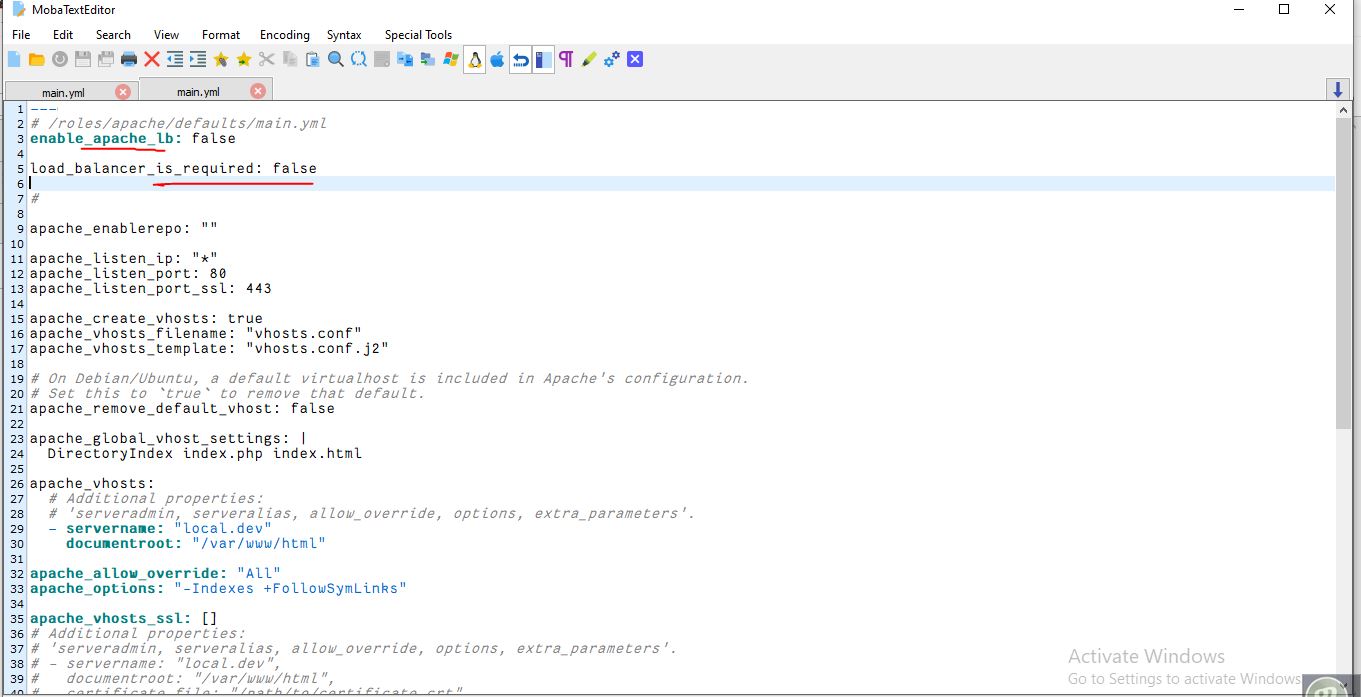 MobaTextEditor
File Edit Search View Format Encoding Syntax Special Tools
main.yml main.yml
1 ---
2 # /roles/apache/defaults/main.yml
3 enable_apache_lb: false
4
5 load_balancer_is_required: false
6
7 #
8
9 apache_enablerepo: ""
10
11 apache_listen_ip: "*"
12 apache_listen_port: 80
13 apache_listen_port_ssl: 443
14
15 apache_create_vhosts: true
16 apache_vhosts_filename: "vhosts.conf"
17 apache_vhosts_template: "vhosts.conf.j2"
18
19 # On Debian/Ubuntu, a default virtualhost is included in Apache's configuration.
20 # Set this to `true` to remove that default.
21 apache_remove_default_vhost: false
22
23 apache_global_vhost_settings: |
24 DirectoryIndex index.php index.html
25
26 apache_vhosts:
27 # Additional properties:
28 # 'serveradmin, serveralias, allow_override, options, extra_parameters'.
29 - servername: "local.dev"
30 documentroot: "/var/www/html"
31
32 apache_allow_override: "All"
33 apache_options: "-Indexes +FollowSymLinks"
34
35 apache_vhosts_ssl: []
36 # Additional properties:
37 # 'serveradmin, serveralias, allow_override, options, extra_parameters'.
38 # - servername: "local.dev",
39 # documentroot: "/var/www/html",
40 # certificate_file: "/path/to/certificate.crt"
Activate Windows
Go to Settings to activate Windows